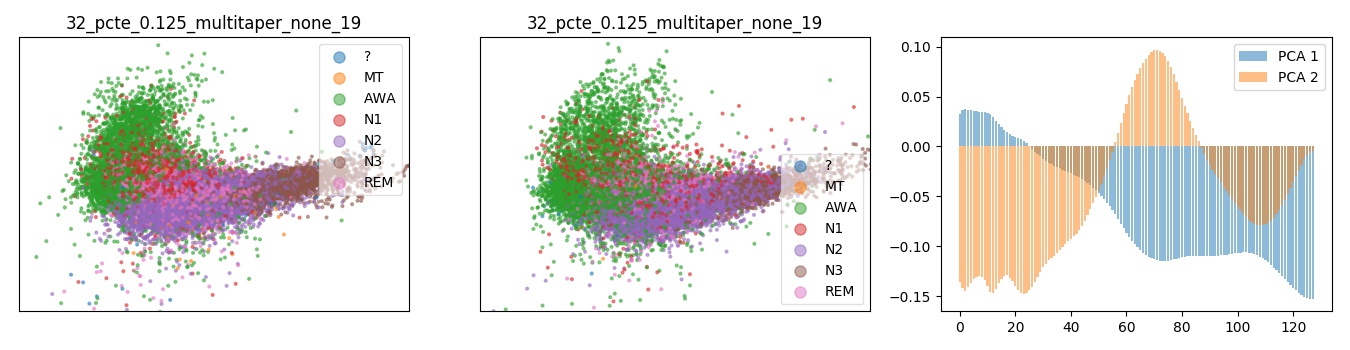 32_pcte_0.125_multitaper_none_19
?
MT
AWA
N1
N2
N3
REM
32_pcte_0.125_multitaper_none_19
?
MT
AWA
N1
N2
N3
REM
PCA 1
PCA 2
0.10
0.05
0.00
−0.05
−0.10
−0.15
0 20 40 60 80 100 120